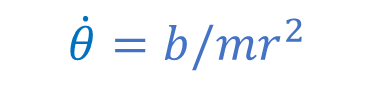 θ̇ = b/mr²